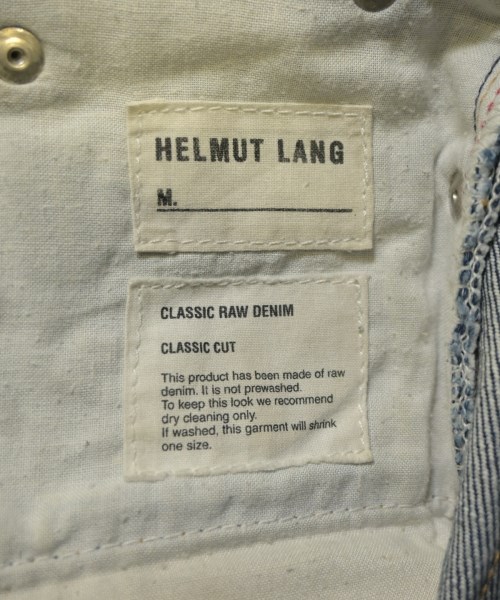 HELMUT LANG
M.
CLASSIC RAW DENIM
CLASSIC CUT
This product has been made of raw
denim. It is not prewashed.
To keep this look we recommend
dry cleaning only.
If washed, this garment will shrink
one size.